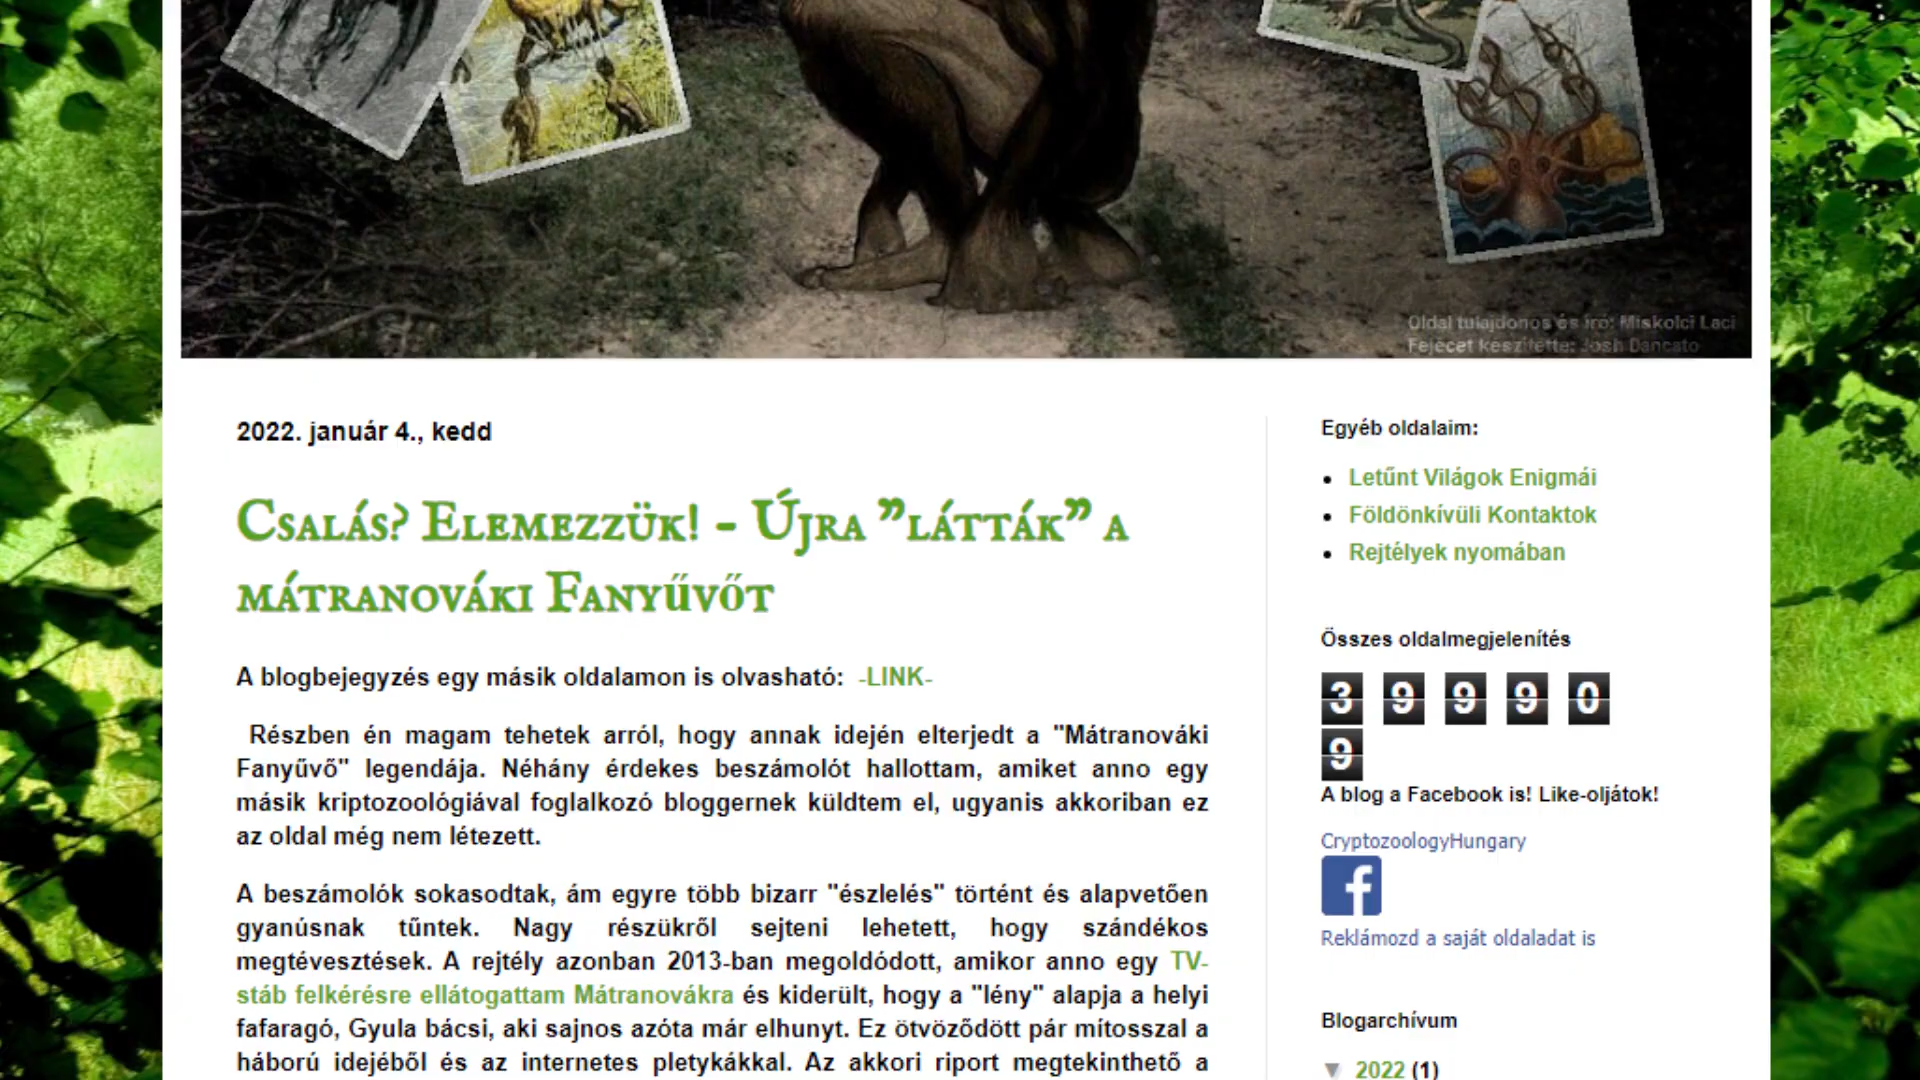 Oldal tulajdonos és író: Miskolci Laci
Fejécet készítette: Josh Dancato
2022. január 4., kedd
Csalás? Elemezzük! - Újra "látták" a
mátranováki Fanyűvőt
A blogbejegyzés egy másik oldalamon is olvasható: -LINK-
Részben én magam tehetek arról, hogy annak idején elterjedt a "Mátranováki
Fanyűvő" legendája. Néhány érdekes beszámolót hallottam, amiket anno egy
másik kriptozoológiával foglalkozó bloggernek küldtem el, ugyanis akkoriban ez
az oldal még nem létezett.
A beszámolók sokasodtak, ám egyre több bizarr "észlelés" történt és alapvetően
gyanúsnak tűntek. Nagy részükről sejteni lehetett, hogy szándékos
megtévesztések. A rejtély azonban 2013-ban megoldódott, amikor anno egy TV-
stáb felkérésre ellátogattam Mátranovákra és kiderült, hogy a "lény" alapja a helyi
fafaragó, Gyula bácsi, aki sajnos azóta már elhunyt. Ez ötvöződött pár mítosszal a
háború idejéből és az internetes pletykákkal. Az akkori riport megtekinthető a
Egyéb oldalaim:
Letűnt Világok Enigmái
Földönkívüli Kontaktok
Rejtélyek nyomában
Összes oldalmegjelenítés
3 9 9 9 0
9
A blog a Facebook is! Like-oljátok!
CryptozoologyHungary
f
Reklámozd a saját oldaladat is
Blogarchívum
▼ 2022 (1)